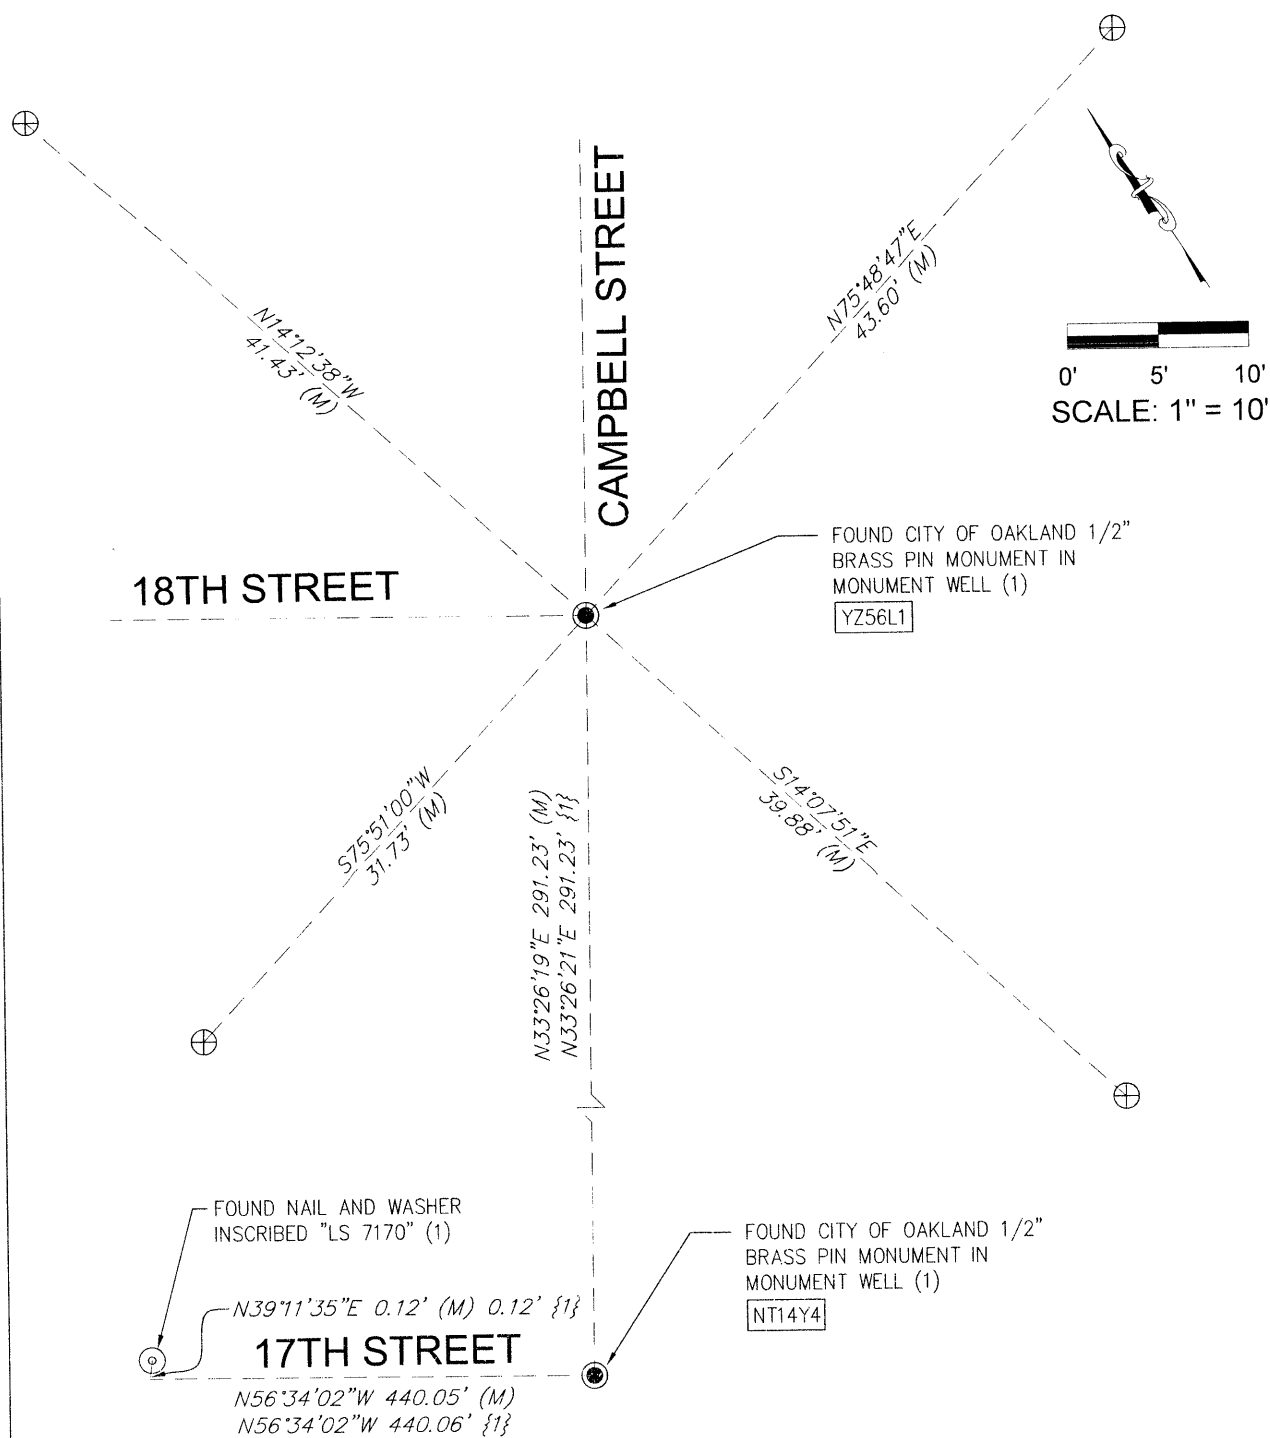 CAMPBELL STREET
N75°48'47"E
43.60' (M)
N14°12'38"W
41.43' (M)
0' 5' 10'
SCALE: 1" = 10'
FOUND CITY OF OAKLAND 1/2"
BRASS PIN MONUMENT IN
MONUMENT WELL (1)
YZ56L1
18TH STREET
S75°51'00"W
31.73' (M)
S14°07'51"E
39.88' (M)
N33°26'19"E 291.23' (M)
N33°26'21"E 291.23' {1}
FOUND NAIL AND WASHER
INSCRIBED "LS 7170" (1)
FOUND CITY OF OAKLAND 1/2"
BRASS PIN MONUMENT IN
MONUMENT WELL (1)
NT14Y4
N39°11'35"E 0.12' (M) 0.12' {1}
17TH STREET
N56°34'02"W 440.05' (M)
N56°34'02"W 440.06' {1}